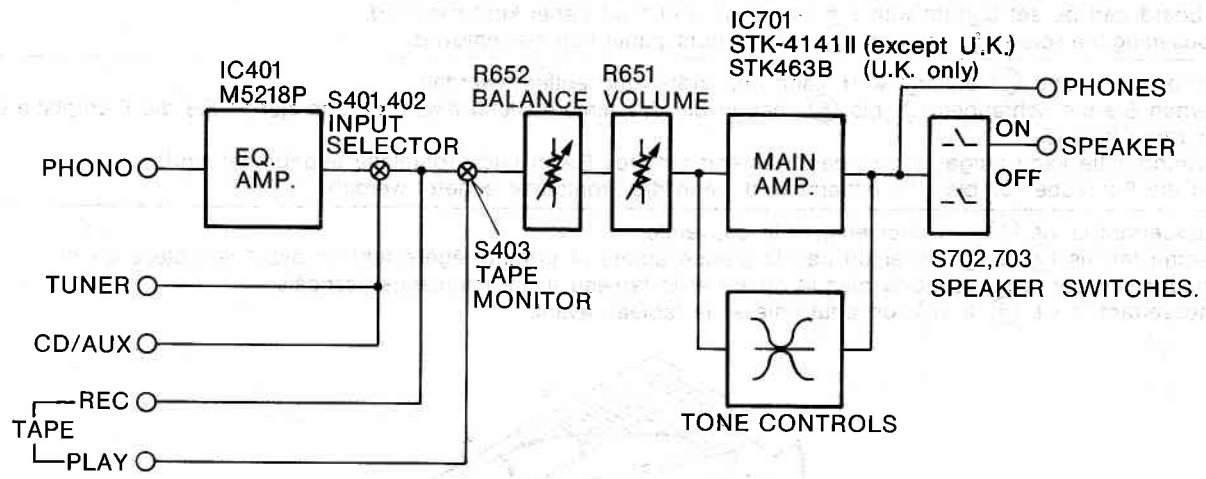 IC701
STK-4141II (except U.K.)
STK463B (U.K. only)
IC401
M5218P
S401,402
INPUT
SELECTOR
R652
BALANCE
R651
VOLUME
PHONES
PHONO
EQ.
AMP.
MAIN
AMP.
ON
OFF
SPEAKER
S403
TAPE
MONITOR
S702,703
SPEAKER SWITCHES.
TUNER
CD/AUX
REC
TAPE
PLAY
TONE CONTROLS